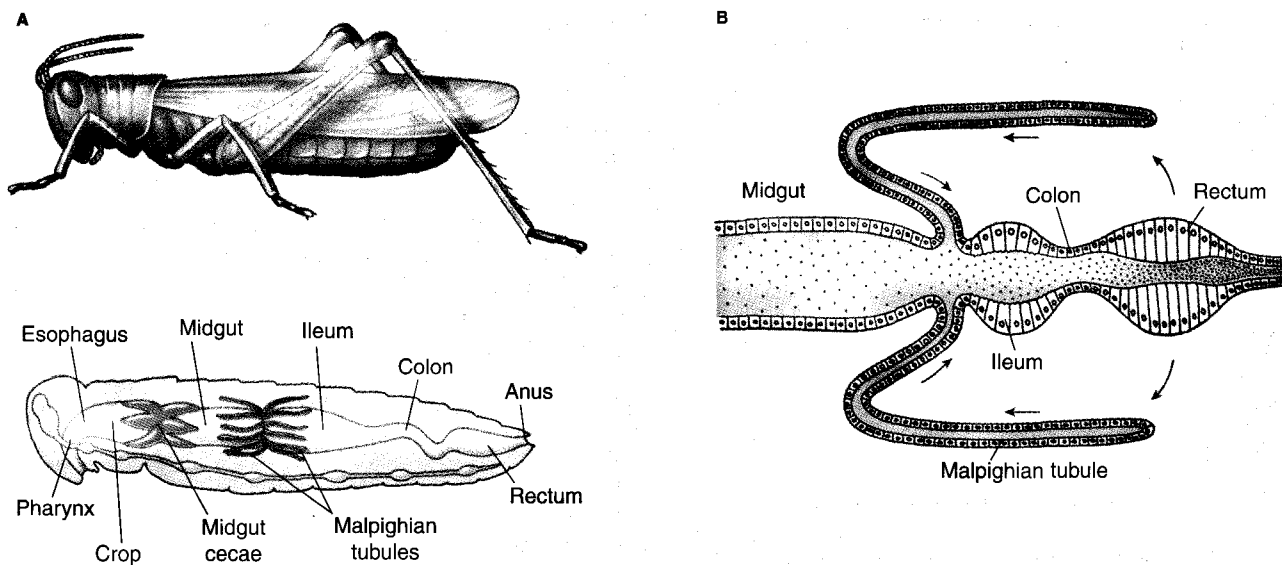 A
Esophagus
Midgut
Ileum
Colon
Anus
Pharynx
Crop
Midgut
cecae
Malpighian
tubules
Rectum
B
Midgut
Colon
Rectum
Ileum
Malpighian tubule